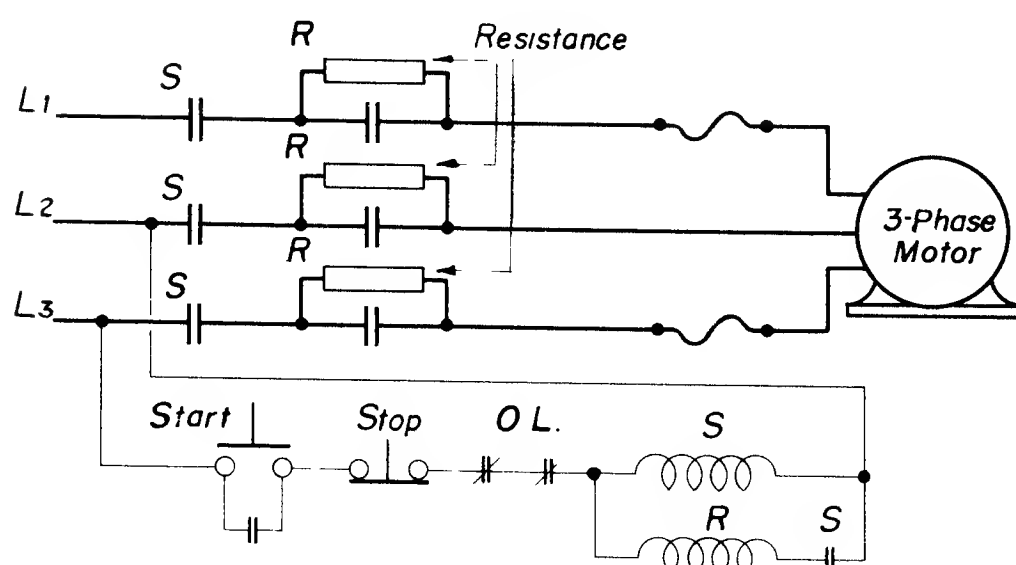 R
Resistance
S
L1
R
S
L2
R
3-Phase
Motor
S
L3
Start
Stop
O L.
S
R
S